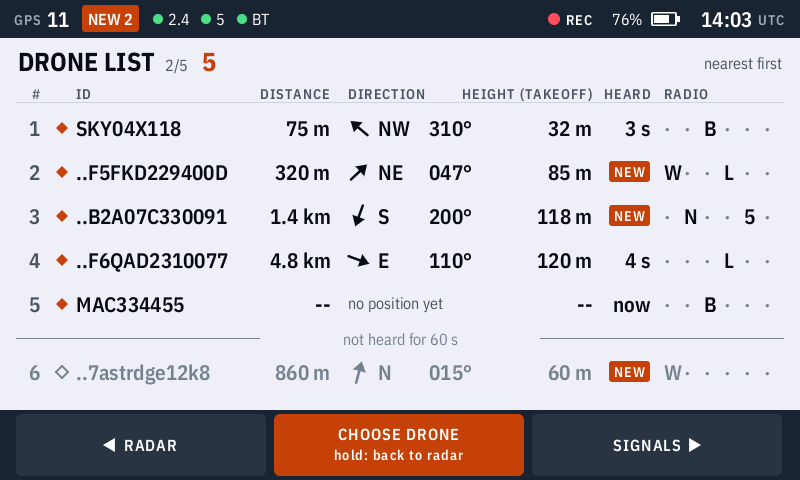 GPS 11 NEW 2 2.4 5 BT REC 76% 14:03 UTC
DRONE LIST 2/5 5 nearest first
# ID DISTANCE DIRECTION HEIGHT (TAKEOFF) HEARD RADIO
1 SKY04X118 75 m NW 310° 32 m 3 s · · B · · ·
2 ..F5FKD229400D 320 m NE 047° 85 m NEW W · · L · ·
3 ..B2A07C330091 1.4 km S 200° 118 m NEW · N · · 5 ·
4 ..F6QAD2310077 4.8 km E 110° 120 m 4 s · · · L · ·
5 MAC334455 -- no position yet -- now · · B · · ·
not heard for 60 s
6 ..7astrdge12k8 860 m N 015° 60 m NEW W · · · · ·
◀ RADAR CHOOSE DRONE SIGNALS ▶
hold: back to radar